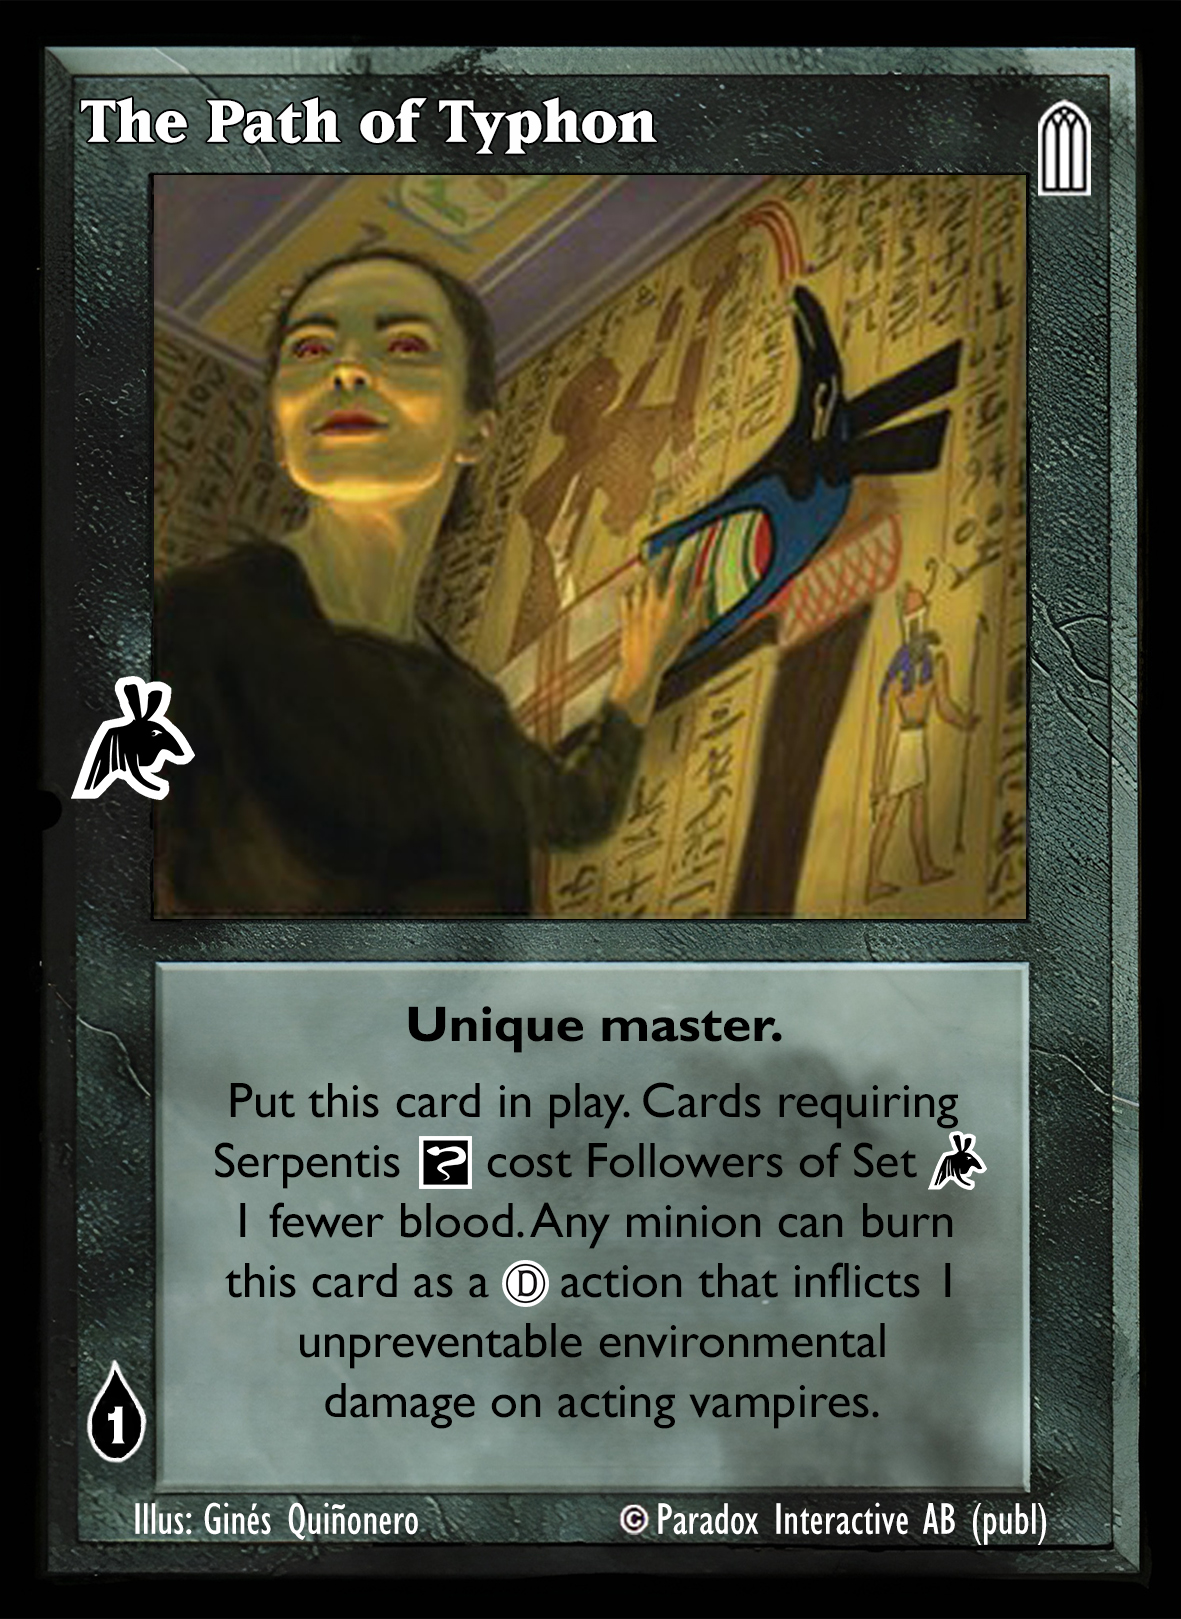 The Path of Typhon
Unique master.
Put this card in play. Cards requiring
Serpentis cost Followers of Set
1 fewer blood. Any minion can burn
this card as a D action that inflicts 1
unpreventable environmental
damage on acting vampires.
1
Illus: Ginés Quiñonero © Paradox Interactive AB (publ)